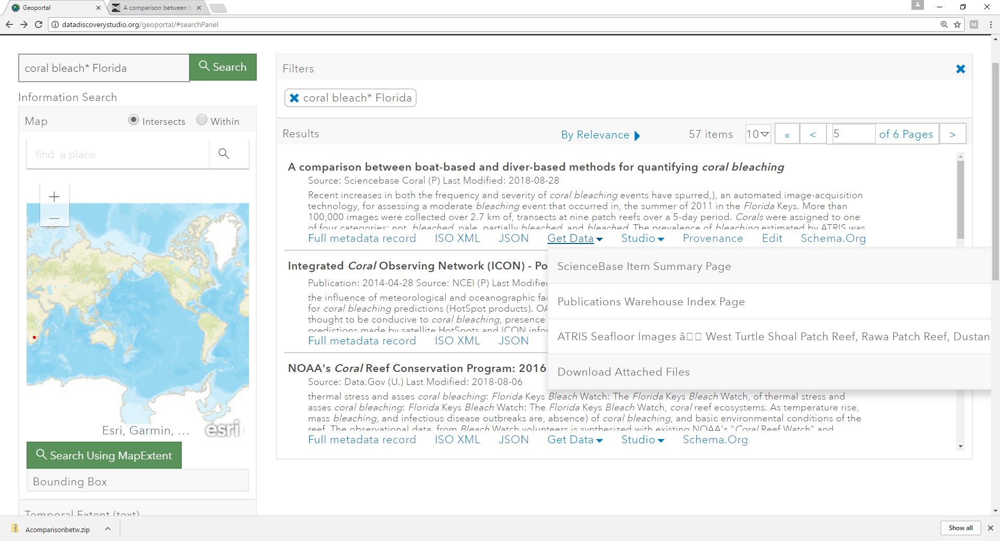 Geoportal
A comparison between b
datadiscoverystudio.org/geoportal/#searchPanel
M
coral bleach* Florida
Search
Information Search
Map
Intersects
Within
find a place
Esri, Garmin, ...
esri
Search Using MapExtent
Bounding Box
Temporal Extent (text)
Filters
coral bleach* Florida
Results
By Relevance
57 items
10
«
<
5
of 6 Pages
>
A comparison between boat-based and diver-based methods for quantifying coral bleaching
Source: Sciencebase Coral (P) Last Modified: 2018-08-28
Recent increases in both the frequency and severity of coral bleaching events have spurred,), an automated image-acquisition
technology, for assessing a moderate bleaching event that occurred in, the summer of 2011 in the Florida Keys. More than
100,000 images were collected over 2.7 km of, transects at nine patch reefs over a 5-day period. Corals were assigned to one
of four categories: not, bleached, pale, partially bleached, and bleached. The prevalence of bleaching estimated by ATRIS was
Full metadata record ISO XML JSON Get Data Studio Provenance Edit Schema.Org
ScienceBase Item Summary Page
Publications Warehouse Index Page
ATRIS Seafloor Images â West Turtle Shoal Patch Reef, Rawa Patch Reef, Dustan
Download Attached Files
Integrated Coral Observing Network (ICON) - Po
Publication: 2014-04-28 Source: NCEI (P) Last Modified
the influence of meteorological and oceanographic fac
for coral bleaching predictions (HotSpot products). OA
thought to be conducive to coral bleaching, presence
predictions made by satellite HotSpots and ICON infor
Full metadata record ISO XML JSON
NOAA's Coral Reef Conservation Program: 2016
Source: Data.Gov (U.) Last Modified: 2018-08-06
thermal stress and asses coral bleaching: Florida Keys Bleach Watch: The Florida Keys Bleach Watch, of thermal stress and
asses coral bleaching: Florida Keys Bleach Watch: The Florida Keys Bleach Watch, coral reef ecosystems. As temperature rise,
mass bleaching, and infectious disease outbreaks are, absence) of coral bleaching, and basic environmental conditions of the
reef. The observational data, from Bleach Watch volunteers is synthesized with existing NOAA's "Coral Reef Watch" and
Full metadata record ISO XML JSON Get Data Studio Schema.Org
Acomparisonbetw.zip
Show all